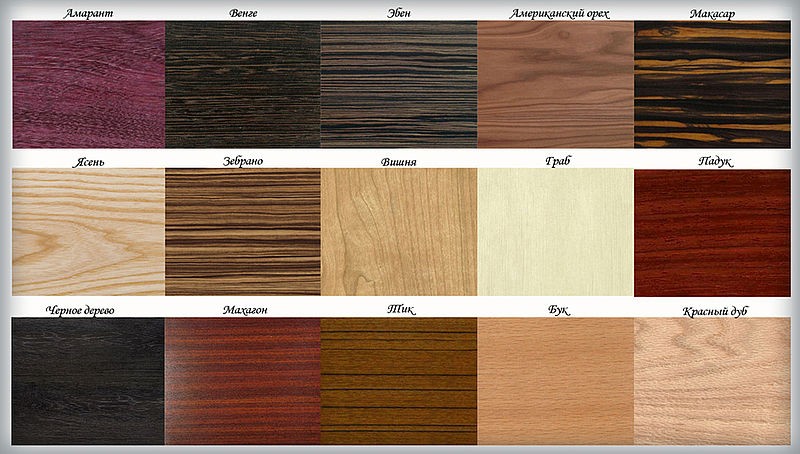 Амарант
Венге
Эбен
Американский орех
Макасар
Ясень
Зебрано
Вишня
Граб
Падук
Черное дерево
Махагон
Тик
Бук
Красный дуб